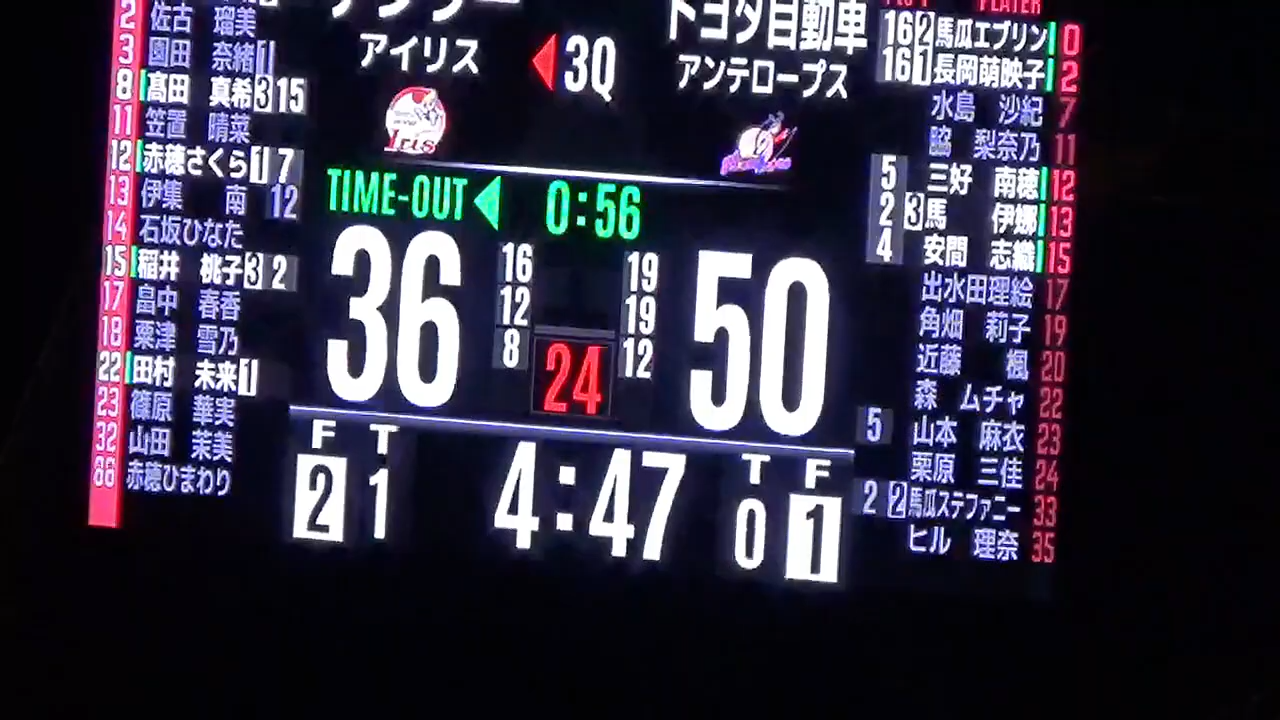 2 佐古 瑠美
3 園田 奈緒 1
8 髙田 真希 3 15
11 笠置 晴菜
12 赤穂さくら 1 7
13 伊集 南 12
14 石坂ひなた
15 稲井 桃子 3 2
17 畠中 春香
18 粟津 雪乃
22 田村 未来 1
23 篠原 華実
32 山田 茉美
88 赤穂ひまわり
デンソー
アイリス
Iris
3Q
トヨタ自動車
アンテロープス
TIME-OUT 0:56
36 50
16 19
12 19
8 12
24
F T
2 1
4:47
T F
0 1
PLAYER
16 2 馬瓜エブリン 0
16 1 長岡萌映子 2
水島 沙紀 7
脇 梨奈乃 11
5 三好 南穂 12
2 3 馬 伊娜 13
4 安間 志織 15
出水田理絵 17
角畑 莉子 19
近藤 楓 20
森 ムチャ 22
5 山本 麻衣 23
栗原 三佳 24
2 2 馬瓜ステファニー 33
ヒル 理奈 35